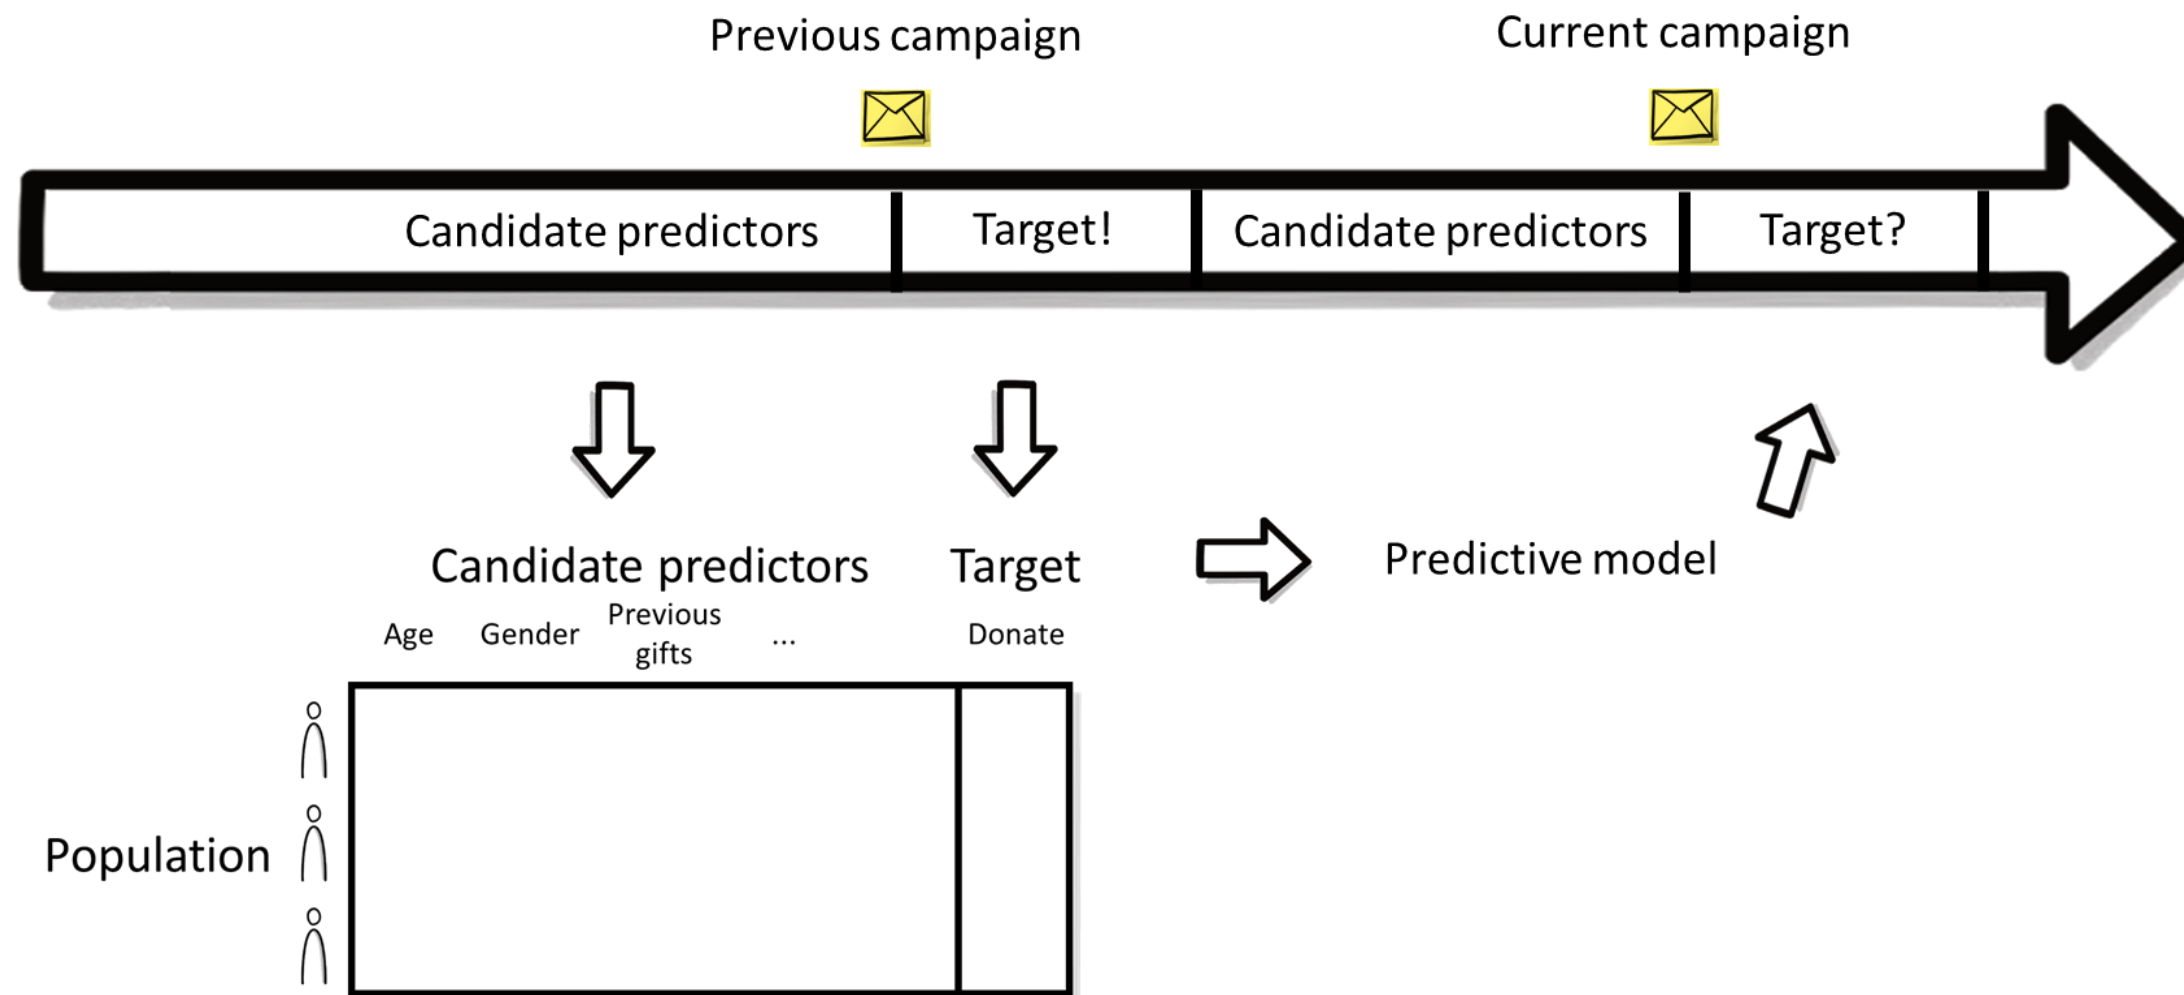 Previous campaign
Current campaign
Candidate predictors
Target!
Candidate predictors
Target?
Candidate predictors
Target
Predictive model
Age
Gender
Previous
gifts
...
Donate
Population